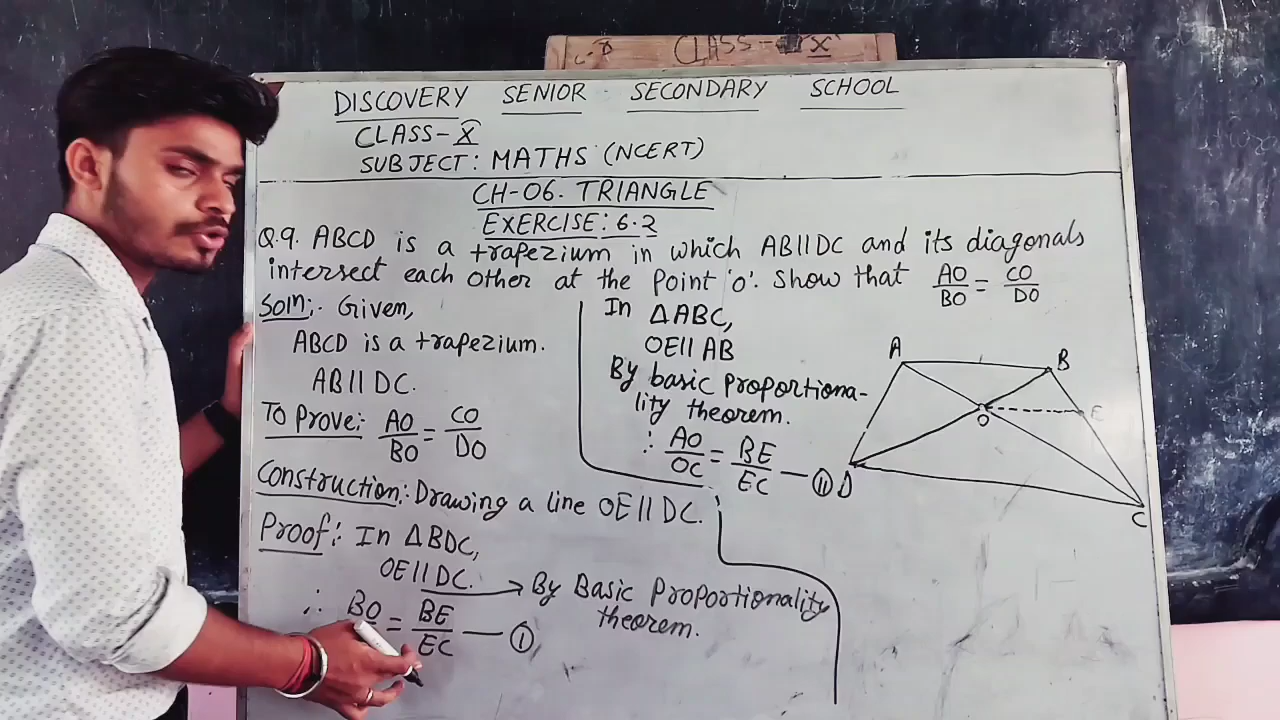 CLASS- X
DISCOVERY SENIOR SECONDARY SCHOOL
CLASS-X
SUBJECT: MATHS (NCERT)
CH-06. TRIANGLE
EXERCISE: 6.2
Q.9. ABCD is a trapezium in which AB||DC and its diagonals
intersect each other at the Point 'O'. Show that AO/BO = CO/DO
Soln:- Given,
ABCD is a trapezium.
AB||DC.
To Prove: AO/BO = CO/DO
Construction: Drawing a line OE||DC.
Proof:- In ΔBDC,
OE||DC. → By Basic Proportionality
theorem.
∴ BO = BE/EC — (I)
In ΔABC,
OE||AB
By basic Proportiona-
lity theorem.
∴ AO/OC = BE/EC — (II)
A
B
O
E
D
C